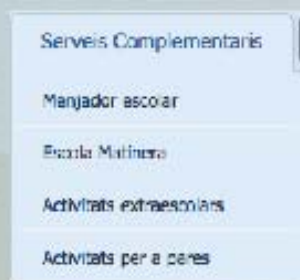 Serveis Complementaris
Menjador escolar
Escola Matinera
Activitats extraescolars
Activitats per a pares